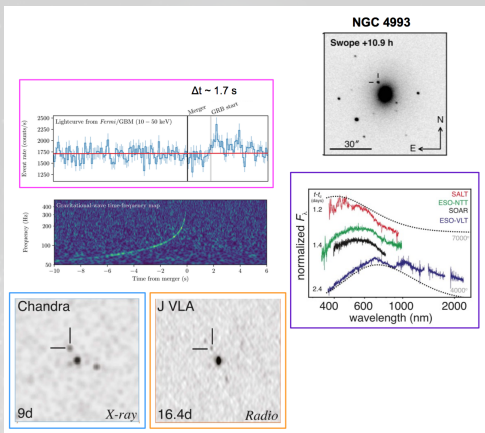 NGC 4993
Swope +10.9 h
30"
N
E
Δt ~ 1.7 s
Merger
GRB start
Lightcurve from Fermi/GBM (10 − 50 keV)
Event rate (counts/s)
2500
2250
2000
1750
1500
1250
Gravitational-wave time-frequency map
Frequency (Hz)
400
300
200
100
50
−10 −8 −6 −4 −2 0 2 4 6
Time from merger (s)
t-tc
(days)
SALT
ESO-NTT
SOAR
ESO-VLT
1.2
1.4
2.4
7000°
4000°
normalized Fλ
400 600 1000 2000
wavelength (nm)
Chandra
9d
X-ray
J VLA
16.4d
Radio